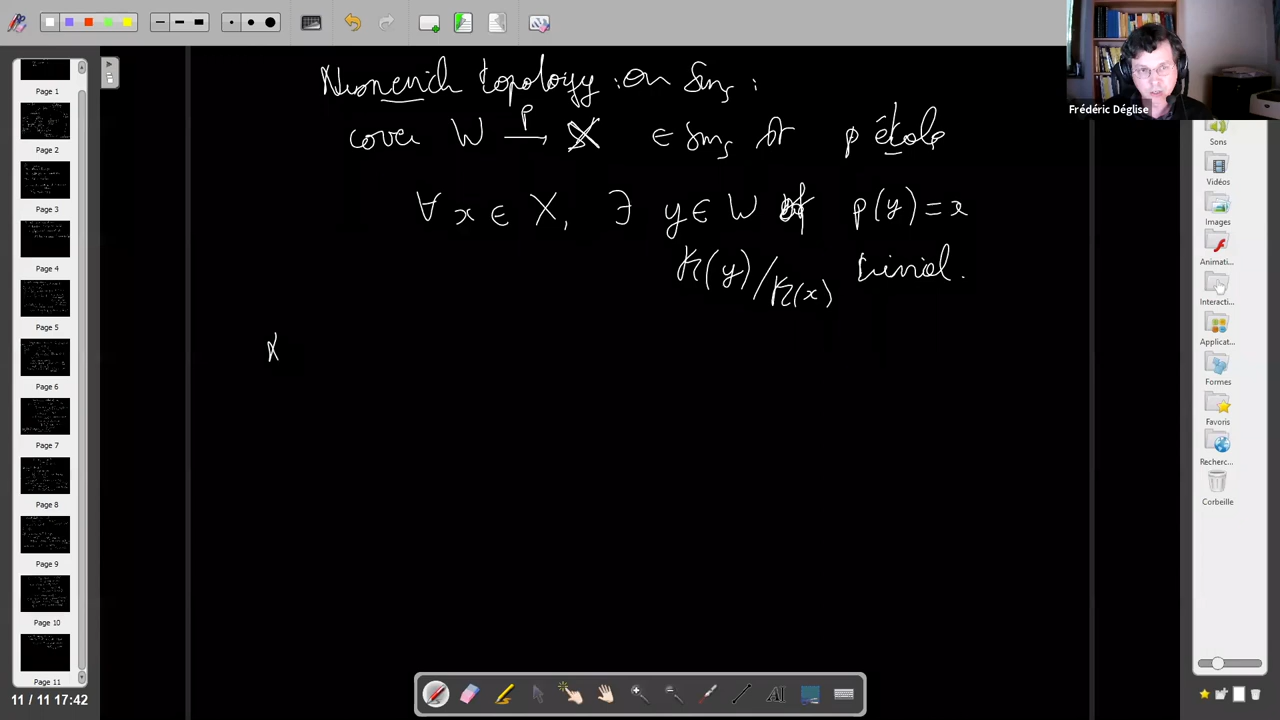 Nisnevich topology : on Sm_S :
cover W \xrightarrow{p} X ∈ Sm_S st p étale
∀ x ∈ X, ∃ y ∈ W p(y) = x
κ(y)/κ(x) trivial.
Frédéric Déglise
Page 1
Page 2
Page 3
Page 4
Page 5
Page 6
Page 7
Page 8
Page 9
Page 10
Page 11
11 / 11 17:42
Sons
Vidéos
Images
Animati...
Interacti...
Applicat...
Formes
Favoris
Recherc...
Corbeille
AI